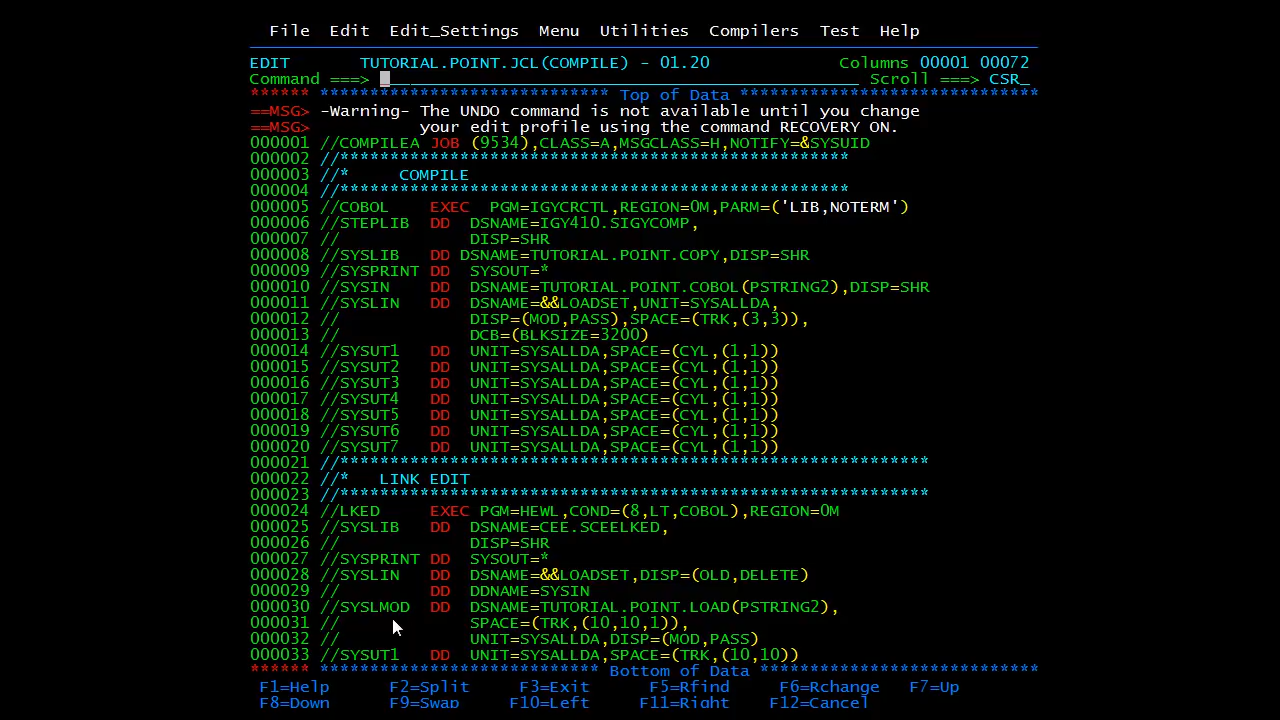 File  Edit  Edit_Settings  Menu  Utilities  Compilers  Test  Help
EDIT       TUTORIAL.POINT.JCL(COMPILE) - 01.20             Columns 00001 00072
Command ===>                                                  Scroll ===> CSR_
****** ***************************** Top of Data ******************************
==MSG> -Warning- The UNDO command is not available until you change
==MSG>           your edit profile using the command RECOVERY ON.
000001 //COMPILEA JOB (9534),CLASS=A,MSGCLASS=H,NOTIFY=&SYSUID
000002 //***************************************************
000003 //*     COMPILE
000004 //***************************************************
000005 //COBOL    EXEC  PGM=IGYCRCTL,REGION=0M,PARM=('LIB,NOTERM')
000006 //STEPLIB  DD  DSNAME=IGY410.SIGYCOMP,
000007 //             DISP=SHR
000008 //SYSLIB   DD DSNAME=TUTORIAL.POINT.COPY,DISP=SHR
000009 //SYSPRINT DD  SYSOUT=*
000010 //SYSIN    DD  DSNAME=TUTORIAL.POINT.COBOL(PSTRING2),DISP=SHR
000011 //SYSLIN   DD  DSNAME=&&LOADSET,UNIT=SYSALLDA,
000012 //             DISP=(MOD,PASS),SPACE=(TRK,(3,3)),
000013 //             DCB=(BLKSIZE=3200)
000014 //SYSUT1   DD  UNIT=SYSALLDA,SPACE=(CYL,(1,1))
000015 //SYSUT2   DD  UNIT=SYSALLDA,SPACE=(CYL,(1,1))
000016 //SYSUT3   DD  UNIT=SYSALLDA,SPACE=(CYL,(1,1))
000017 //SYSUT4   DD  UNIT=SYSALLDA,SPACE=(CYL,(1,1))
000018 //SYSUT5   DD  UNIT=SYSALLDA,SPACE=(CYL,(1,1))
000019 //SYSUT6   DD  UNIT=SYSALLDA,SPACE=(CYL,(1,1))
000020 //SYSUT7   DD  UNIT=SYSALLDA,SPACE=(CYL,(1,1))
000021 //***********************************************************
000022 //*   LINK EDIT
000023 //***********************************************************
000024 //LKED     EXEC PGM=HEWL,COND=(8,LT,COBOL),REGION=0M
000025 //SYSLIB   DD  DSNAME=CEE.SCEELKED,
000026 //             DISP=SHR
000027 //SYSPRINT DD  SYSOUT=*
000028 //SYSLIN   DD  DSNAME=&&LOADSET,DISP=(OLD,DELETE)
000029 //         DD  DDNAME=SYSIN
000030 //SYSLMOD  DD  DSNAME=TUTORIAL.POINT.LOAD(PSTRING2),
000031 //             SPACE=(TRK,(10,10,1)),
000032 //             UNIT=SYSALLDA,DISP=(MOD,PASS)
000033 //SYSUT1   DD  UNIT=SYSALLDA,SPACE=(TRK,(10,10))
****** **************************** Bottom of Data ****************************
F1=Help      F2=Split     F3=Exit      F5=Rfind     F6=Rchange   F7=Up
F8=Down      F9=Swap     F10=Left     F11=Right    F12=Cancel